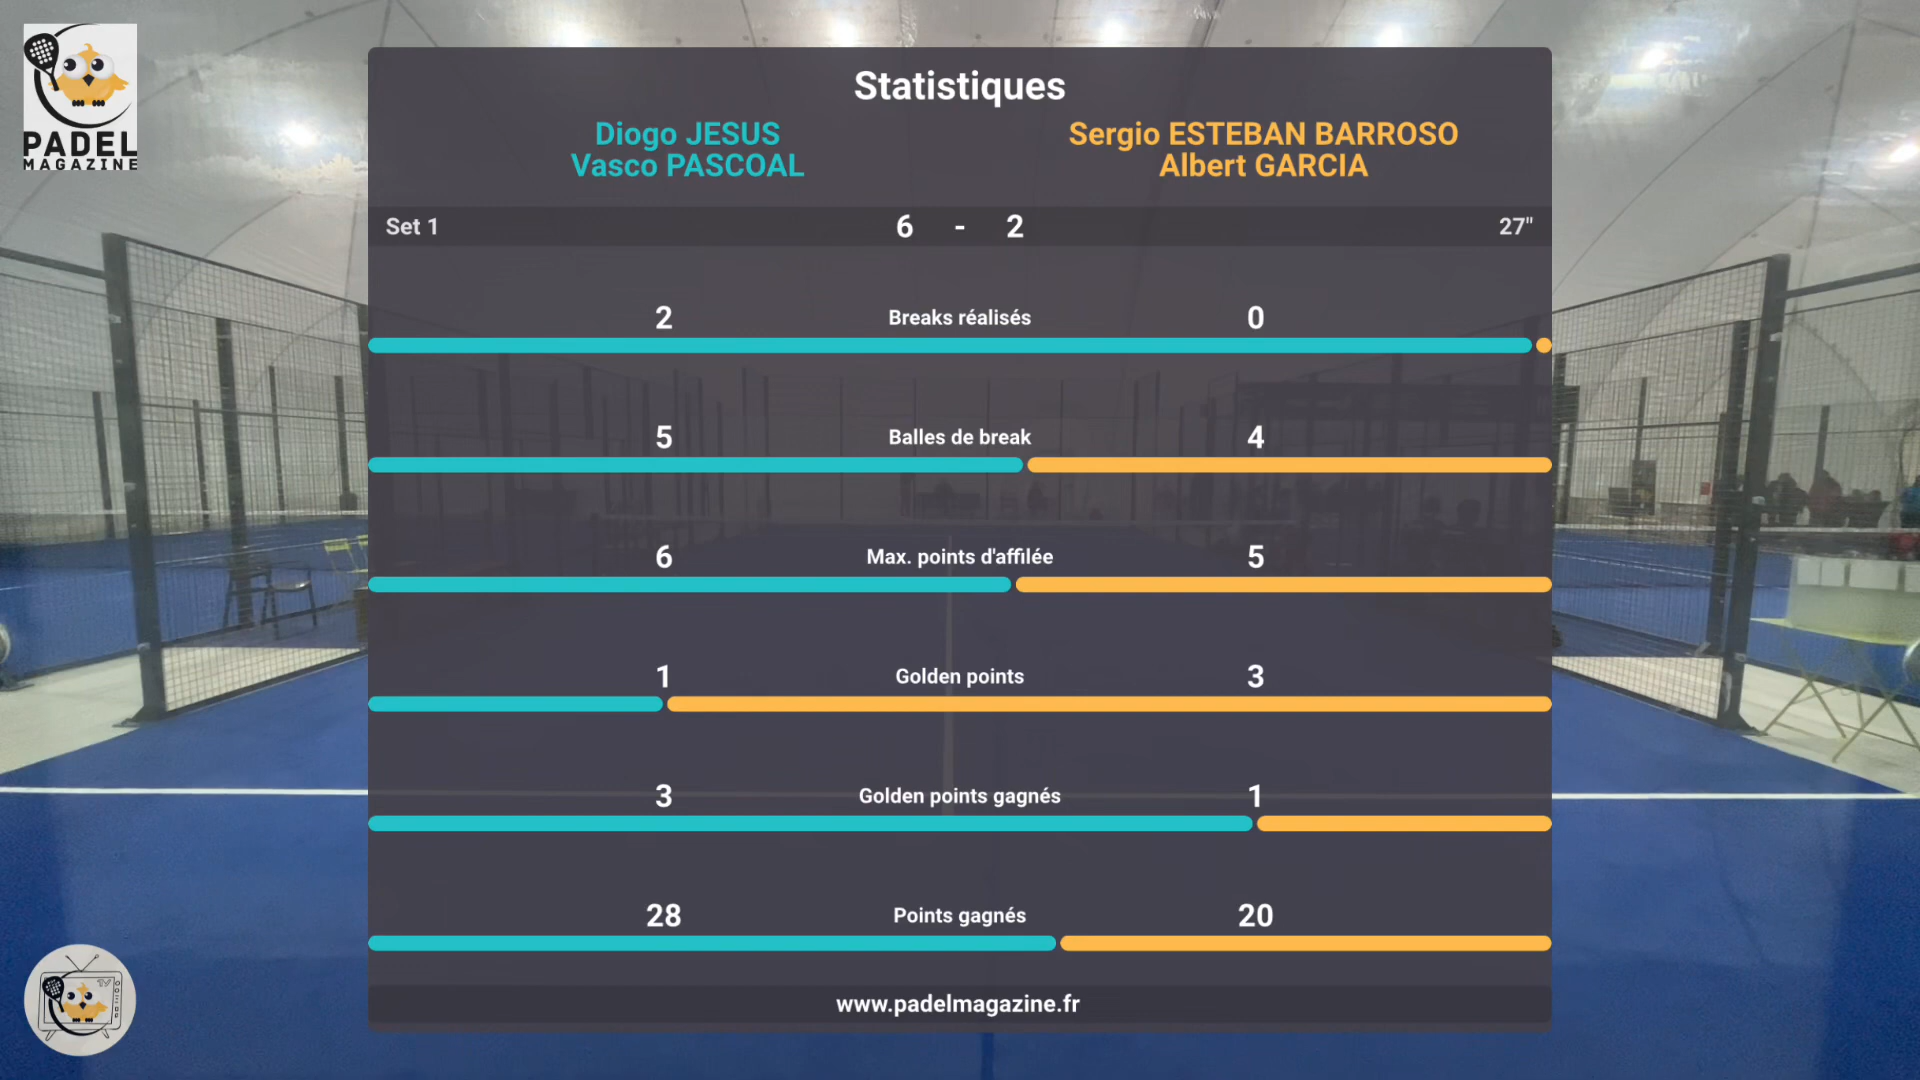 PADEL
MAGAZINE
Statistiques
Diogo JESUS
Vasco PASCOAL
Sergio ESTEBAN BARROSO
Albert GARCIA
Set 1 6 - 2 27"
2 Breaks réalisés 0
5 Balles de break 4
6 Max. points d'affilée 5
1 Golden points 3
3 Golden points gagnés 1
28 Points gagnés 20
TV
www.padelmagazine.fr